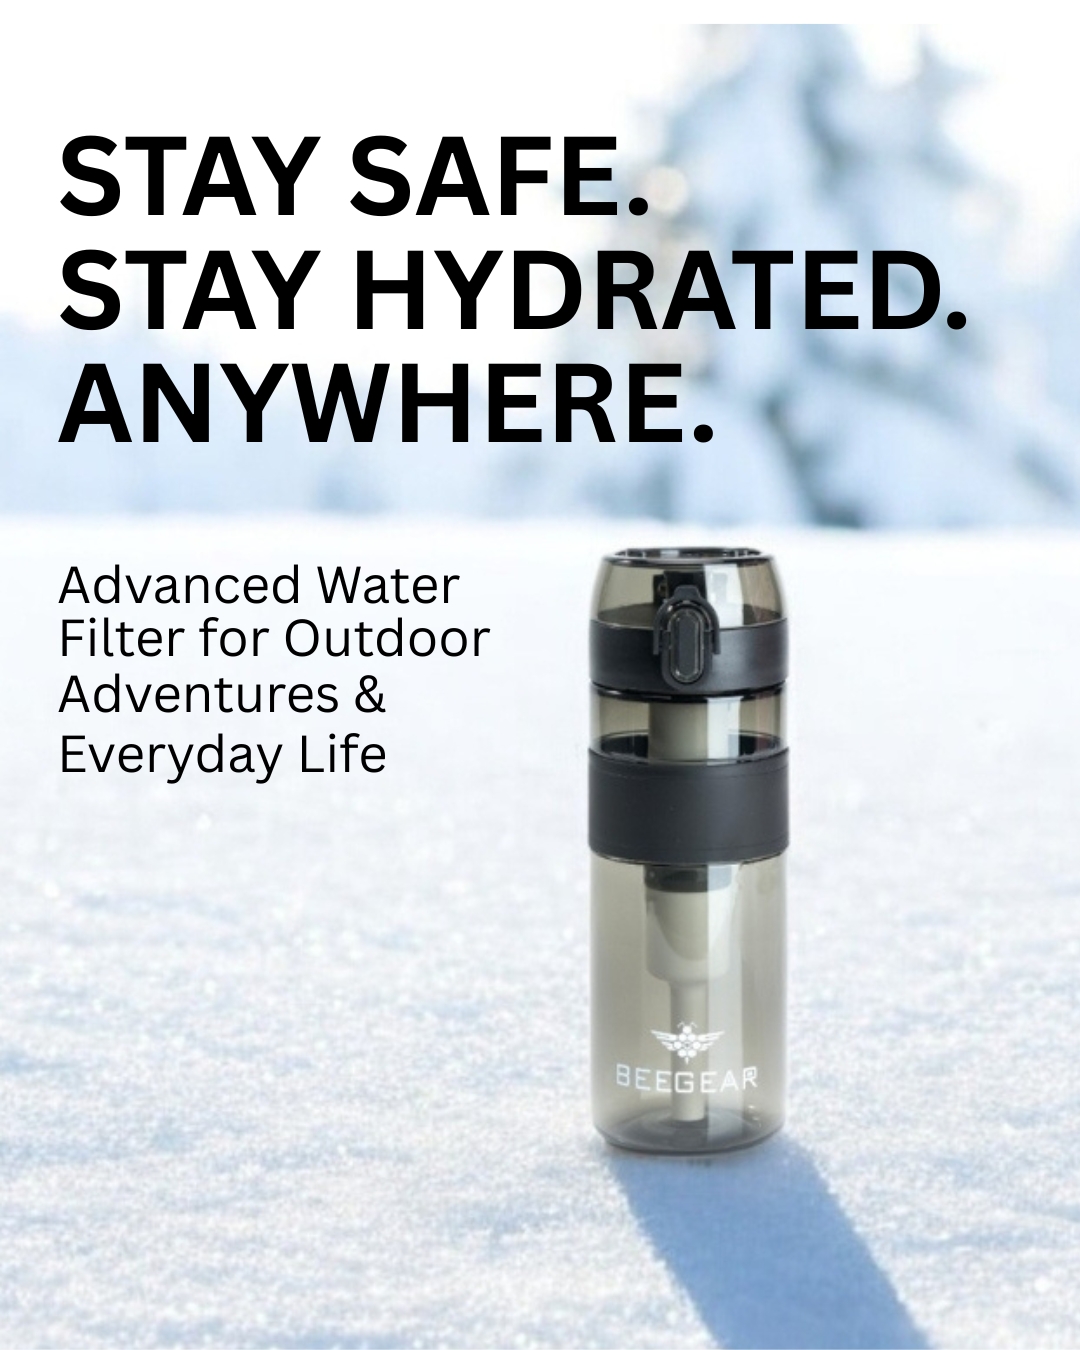 STAY SAFE.
STAY HYDRATED.
ANYWHERE.
Advanced Water
Filter for Outdoor
Adventures &
Everyday Life
BEEGEAR